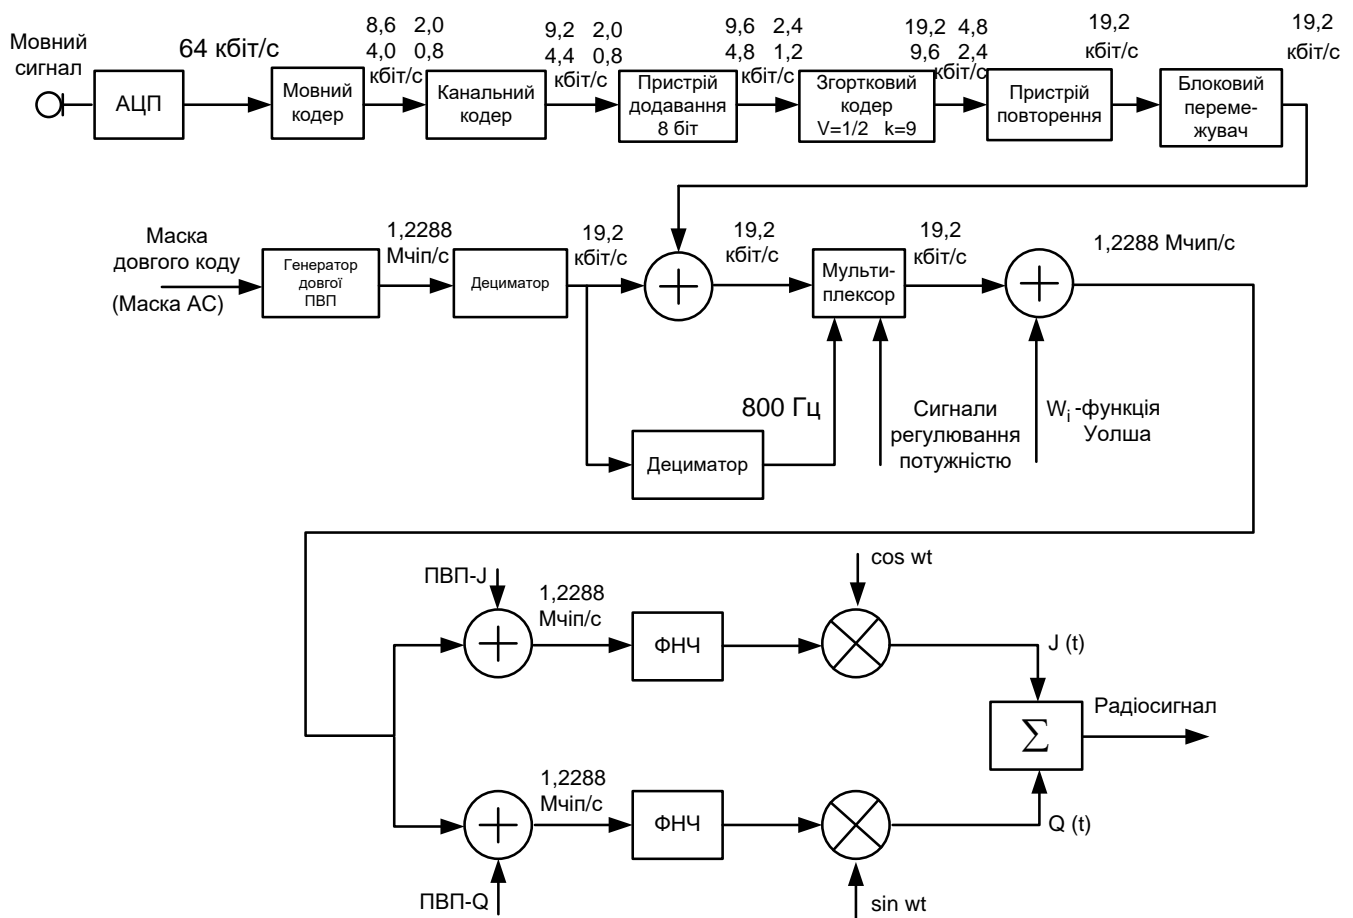 Мовний
сигнал
64 кбіт/с
8,6 2,0
4,0 0,8
кбіт/с
9,2 2,0
4,4 0,8
кбіт/с
9,6 2,4
4,8 1,2
кбіт/с
19,2 4,8
9,6 2,4
кбіт/с
19,2
кбіт/с
19,2
кбіт/с
АЦП
Мовний
кодер
Канальний
кодер
Пристрій
додавання
8 біт
Згортковий
кодер
V=1/2 k=9
Пристрій
повторення
Блоковий
переме-
жувач
Маска
довгого коду
(Маска АС)
Генератор
довгої
ПВП
1,2288
Мчіп/с
Дециматор
19,2
кбіт/с
19,2
кбіт/с
Мульти-
плексор
19,2
кбіт/с
1,2288 Мчип/с
800 Гц
Дециматор
Сигнали
регулювання
потужністю
Wi -функція
Уолша
ПВП-J
1,2288
Мчіп/с
ФНЧ
cos wt
J (t)
Σ
Радіосигнал
1,2288
Мчіп/с
ФНЧ
Q (t)
ПВП-Q
sin wt